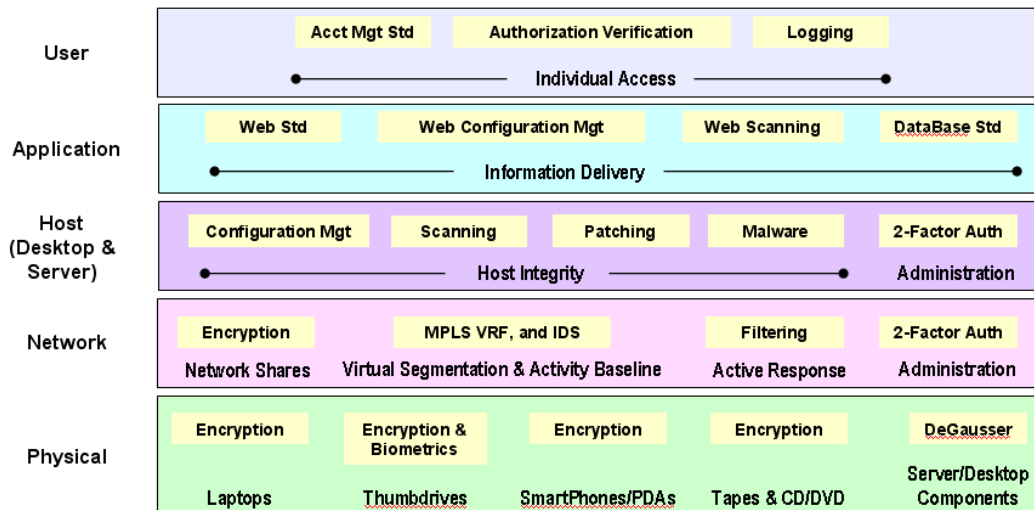 User
Acct Mgt Std
Authorization Verification
Logging
Individual Access
Application
Web Std
Web Configuration Mgt
Web Scanning
DataBase Std
Information Delivery
Host
(Desktop &
Server)
Configuration Mgt
Scanning
Patching
Malware
2-Factor Auth
Host Integrity
Administration
Network
Encryption
MPLS VRF, and IDS
Filtering
2-Factor Auth
Network Shares
Virtual Segmentation & Activity Baseline
Active Response
Administration
Physical
Encryption
Encryption &
Biometrics
Encryption
Encryption
DeGausser
Laptops
Thumbdrives
SmartPhones/PDAs
Tapes & CD/DVD
Server/Desktop
Components